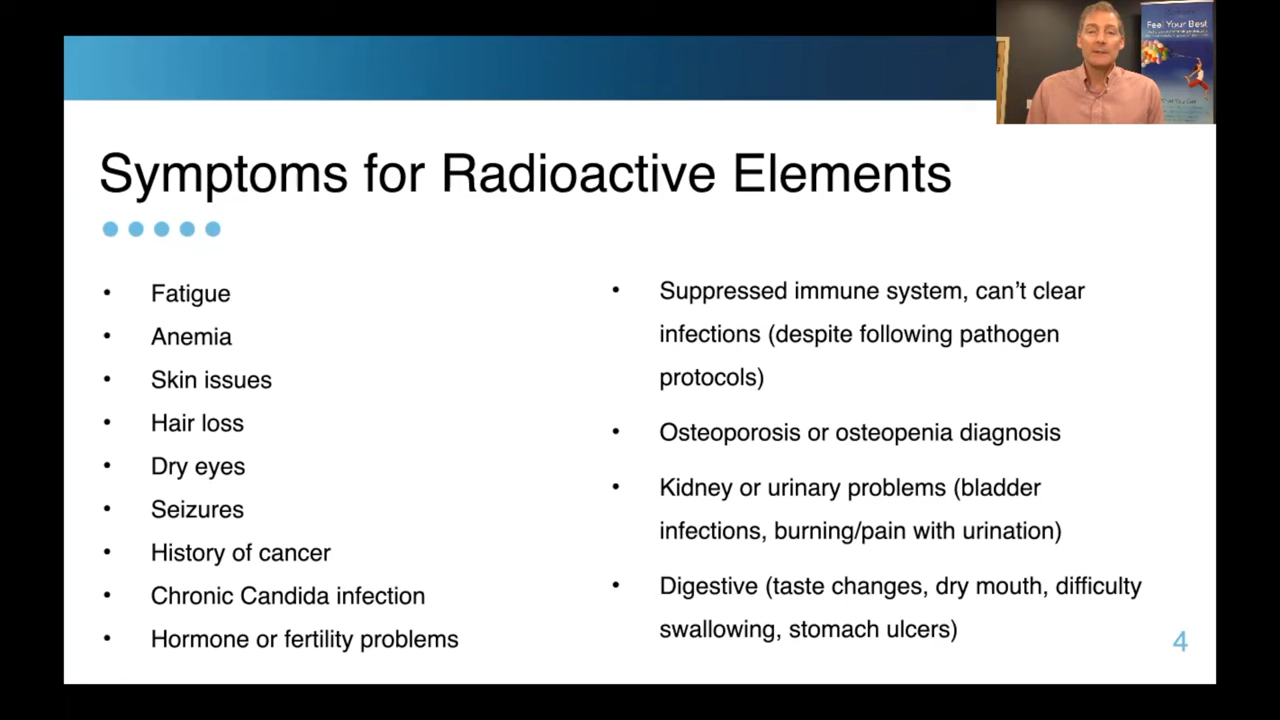 Feel Your Best
Symptoms for Radioactive Elements
• Fatigue
• Anemia
• Skin issues
• Hair loss
• Dry eyes
• Seizures
• History of cancer
• Chronic Candida infection
• Hormone or fertility problems
• Suppressed immune system, can’t clear
infections (despite following pathogen
protocols)
• Osteoporosis or osteopenia diagnosis
• Kidney or urinary problems (bladder
infections, burning/pain with urination)
• Digestive (taste changes, dry mouth, difficulty
swallowing, stomach ulcers)
4